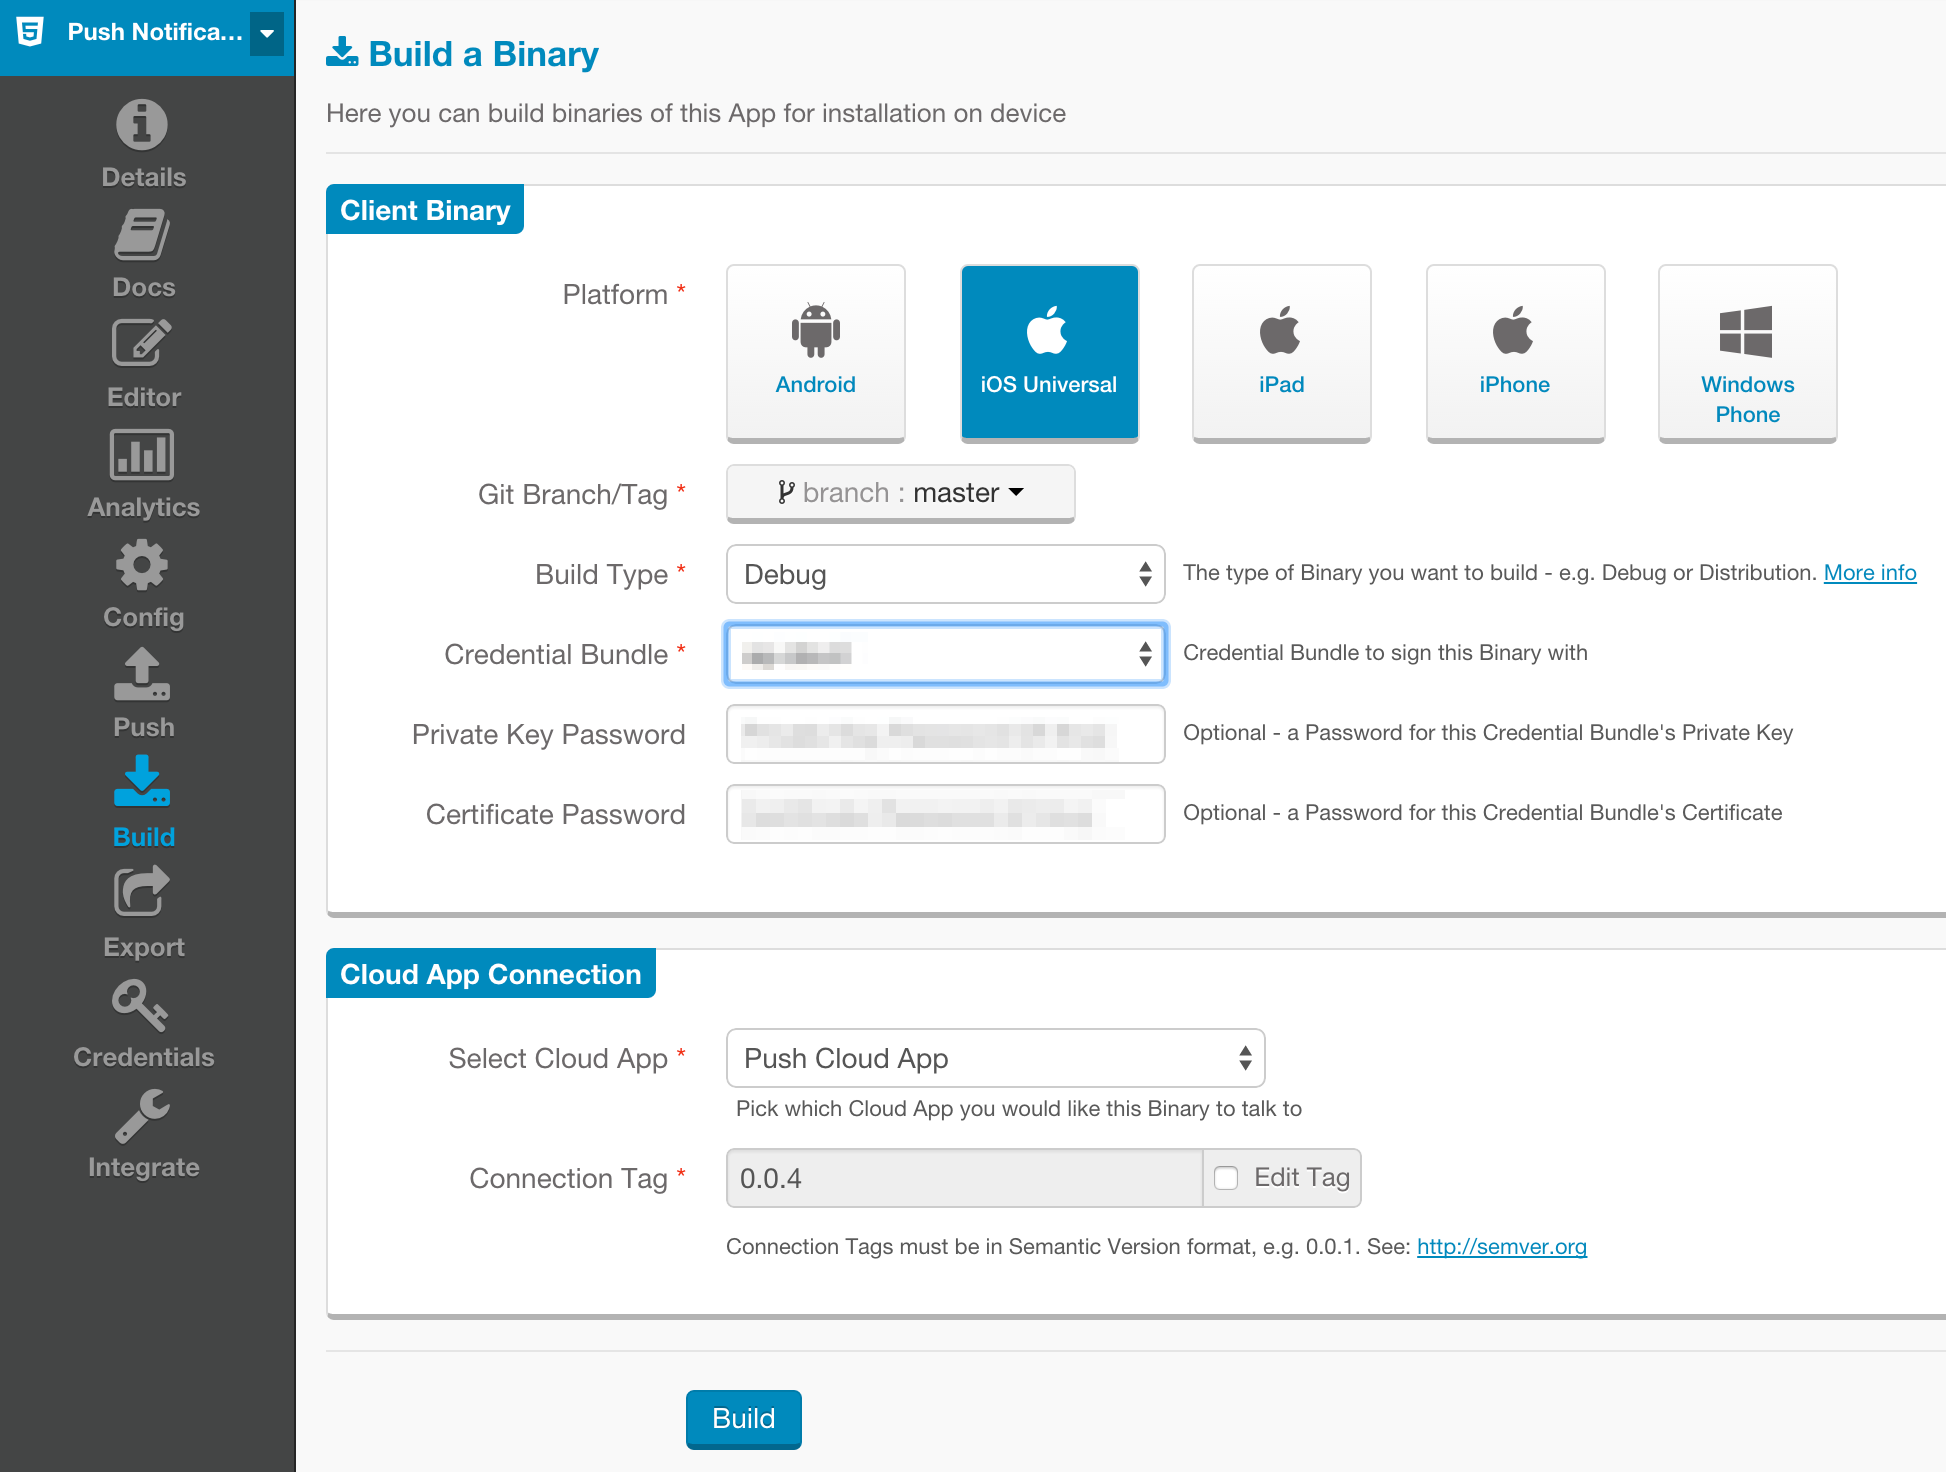 Push Notifica...
Details
Docs
Editor
Analytics
Config
Push
Build
Export
Credentials
Integrate
Build a Binary
Here you can build binaries of this App for installation on device
Client Binary
Platform *
Android
iOS Universal
iPad
iPhone
Windows
Phone
Git Branch/Tag *
branch : master
Build Type *
Debug
The type of Binary you want to build - e.g. Debug or Distribution. More info
Credential Bundle *
Credential Bundle to sign this Binary with
Private Key Password
Optional - a Password for this Credential Bundle's Private Key
Certificate Password
Optional - a Password for this Credential Bundle's Certificate
Cloud App Connection
Select Cloud App *
Push Cloud App
Pick which Cloud App you would like this Binary to talk to
Connection Tag *
0.0.4
Edit Tag
Connection Tags must be in Semantic Version format, e.g. 0.0.1. See: http://semver.org
Build